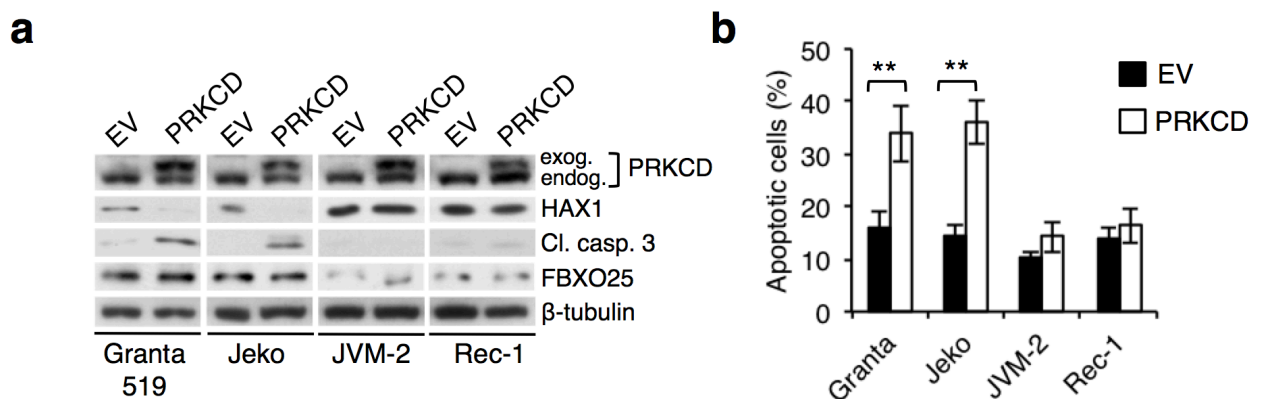 a
EV PRKCD EV PRKCD EV PRKCD EV PRKCD
exog.
endog.
PRKCD
HAX1
Cl. casp. 3
FBXO25
β-tubulin
Granta 519
Jeko
JVM-2
Rec-1
b
Apoptotic cells (%)
50
40
30
20
10
0
**
**
EV
PRKCD
Granta
Jeko
JVM-2
Rec-1